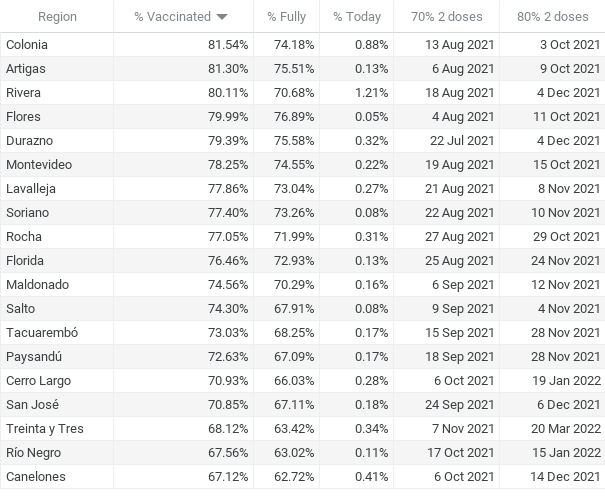 Region % Vaccinated % Fully % Today 70% 2 doses 80% 2 doses
Colonia 81.54% 74.18% 0.88% 13 Aug 2021 3 Oct 2021
Artigas 81.30% 75.51% 0.13% 6 Aug 2021 9 Oct 2021
Rivera 80.11% 70.68% 1.21% 18 Aug 2021 4 Dec 2021
Flores 79.99% 76.89% 0.05% 4 Aug 2021 11 Oct 2021
Durazno 79.39% 75.58% 0.32% 22 Jul 2021 4 Dec 2021
Montevideo 78.25% 74.55% 0.22% 19 Aug 2021 15 Oct 2021
Lavalleja 77.86% 73.04% 0.27% 21 Aug 2021 8 Nov 2021
Soriano 77.40% 73.26% 0.08% 22 Aug 2021 10 Nov 2021
Rocha 77.05% 71.99% 0.31% 27 Aug 2021 29 Oct 2021
Florida 76.46% 72.93% 0.13% 25 Aug 2021 24 Nov 2021
Maldonado 74.56% 70.29% 0.16% 6 Sep 2021 12 Nov 2021
Salto 74.30% 67.91% 0.08% 9 Sep 2021 4 Nov 2021
Tacuarembó 73.03% 68.25% 0.17% 15 Sep 2021 28 Nov 2021
Paysandú 72.63% 67.09% 0.17% 18 Sep 2021 28 Nov 2021
Cerro Largo 70.93% 66.03% 0.28% 6 Oct 2021 19 Jan 2022
San José 70.85% 67.11% 0.18% 24 Sep 2021 6 Dec 2021
Treinta y Tres 68.12% 63.42% 0.34% 7 Nov 2021 20 Mar 2022
Río Negro 67.56% 63.02% 0.11% 17 Oct 2021 15 Jan 2022
Canelones 67.12% 62.72% 0.41% 6 Oct 2021 14 Dec 2021